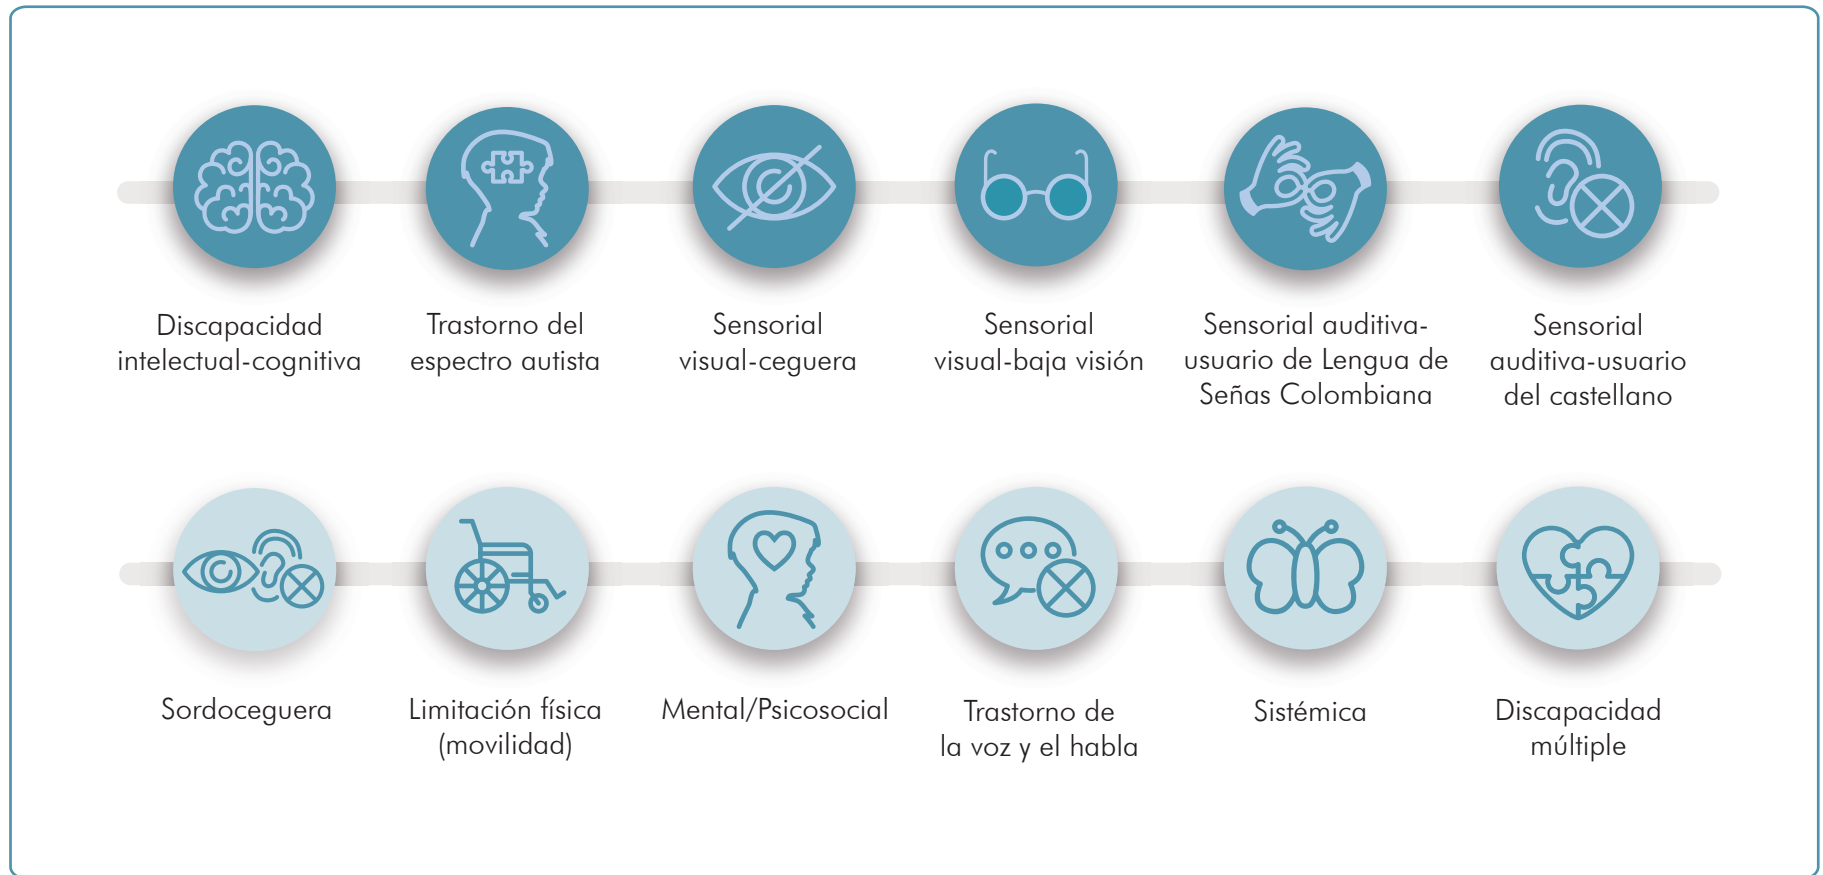 Discapacidad
intelectual-cognitiva
Trastorno del
espectro autista
Sensorial
visual-ceguera
Sensorial
visual-baja visión
Sensorial auditiva-
usuario de Lengua de
Señas Colombiana
Sensorial
auditiva-usuario
del castellano
Sordoceguera
Limitación física
(movilidad)
Mental/Psicosocial
Trastorno de
la voz y el habla
Sistémica
Discapacidad
múltiple